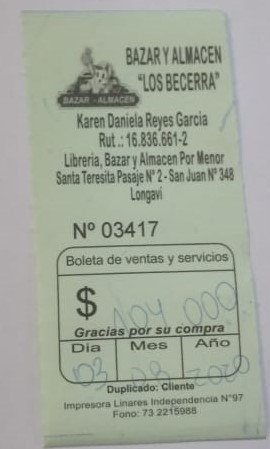 BAZAR Y ALMACEN
"LOS BECERRA"
BAZAR - ALMACEN
Karen Daniela Reyes Garcia
Rut .: 16.836.661-2
Libreria, Bazar y Almacen Por Menor
Santa Teresita Pasaje N° 2 - San Juan N° 348
Longaví
Nº 03417
Boleta de ventas y servicios
$ 104 000
Gracias por su compra
Dia Mes Año
03 08 2020
Duplicado: Cliente
Impresora Linares Independencia N°97
Fono: 73 2215988